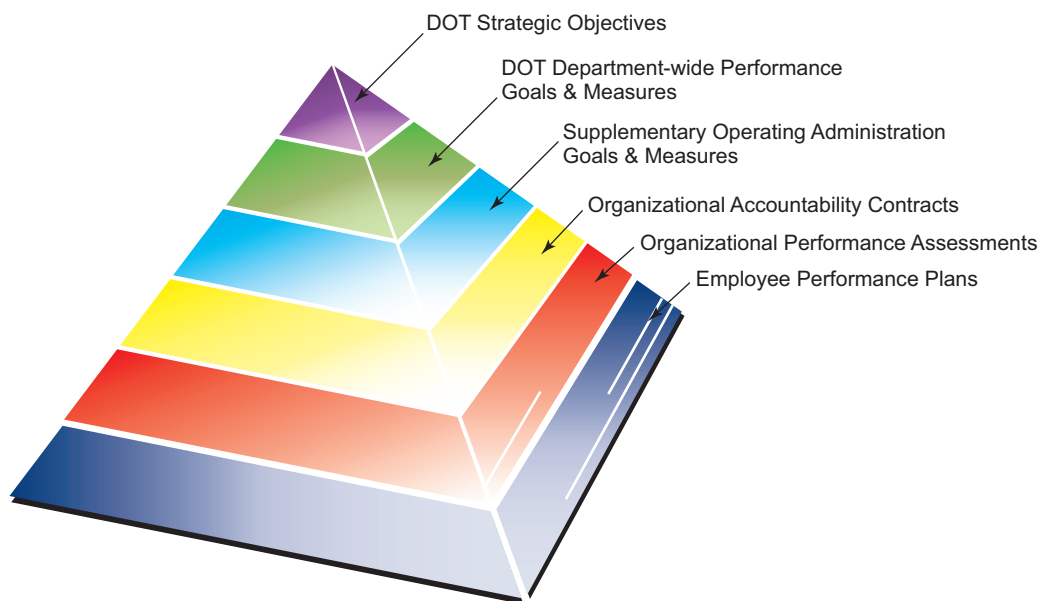 DOT Strategic Objectives
DOT Department-wide Performance
Goals & Measures
Supplementary Operating Administration
Goals & Measures
Organizational Accountability Contracts
Organizational Performance Assessments
Employee Performance Plans